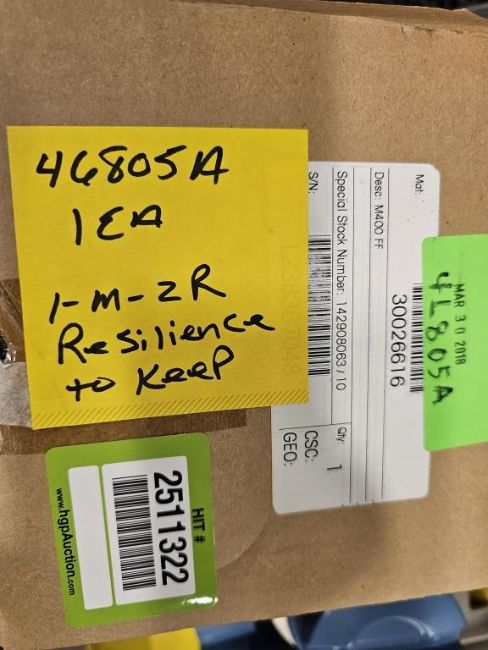 46805A
1EA
1-M-2R
Resilience
to Keep
MAR 30 2018
4L805A
Mat:
30026616
Desc: M400 FF
Special Stock Number: 142908063/10
Qty: 1
S/N:
CSC:
GEO:
HIT #
2511322
www.hgpAuction.com